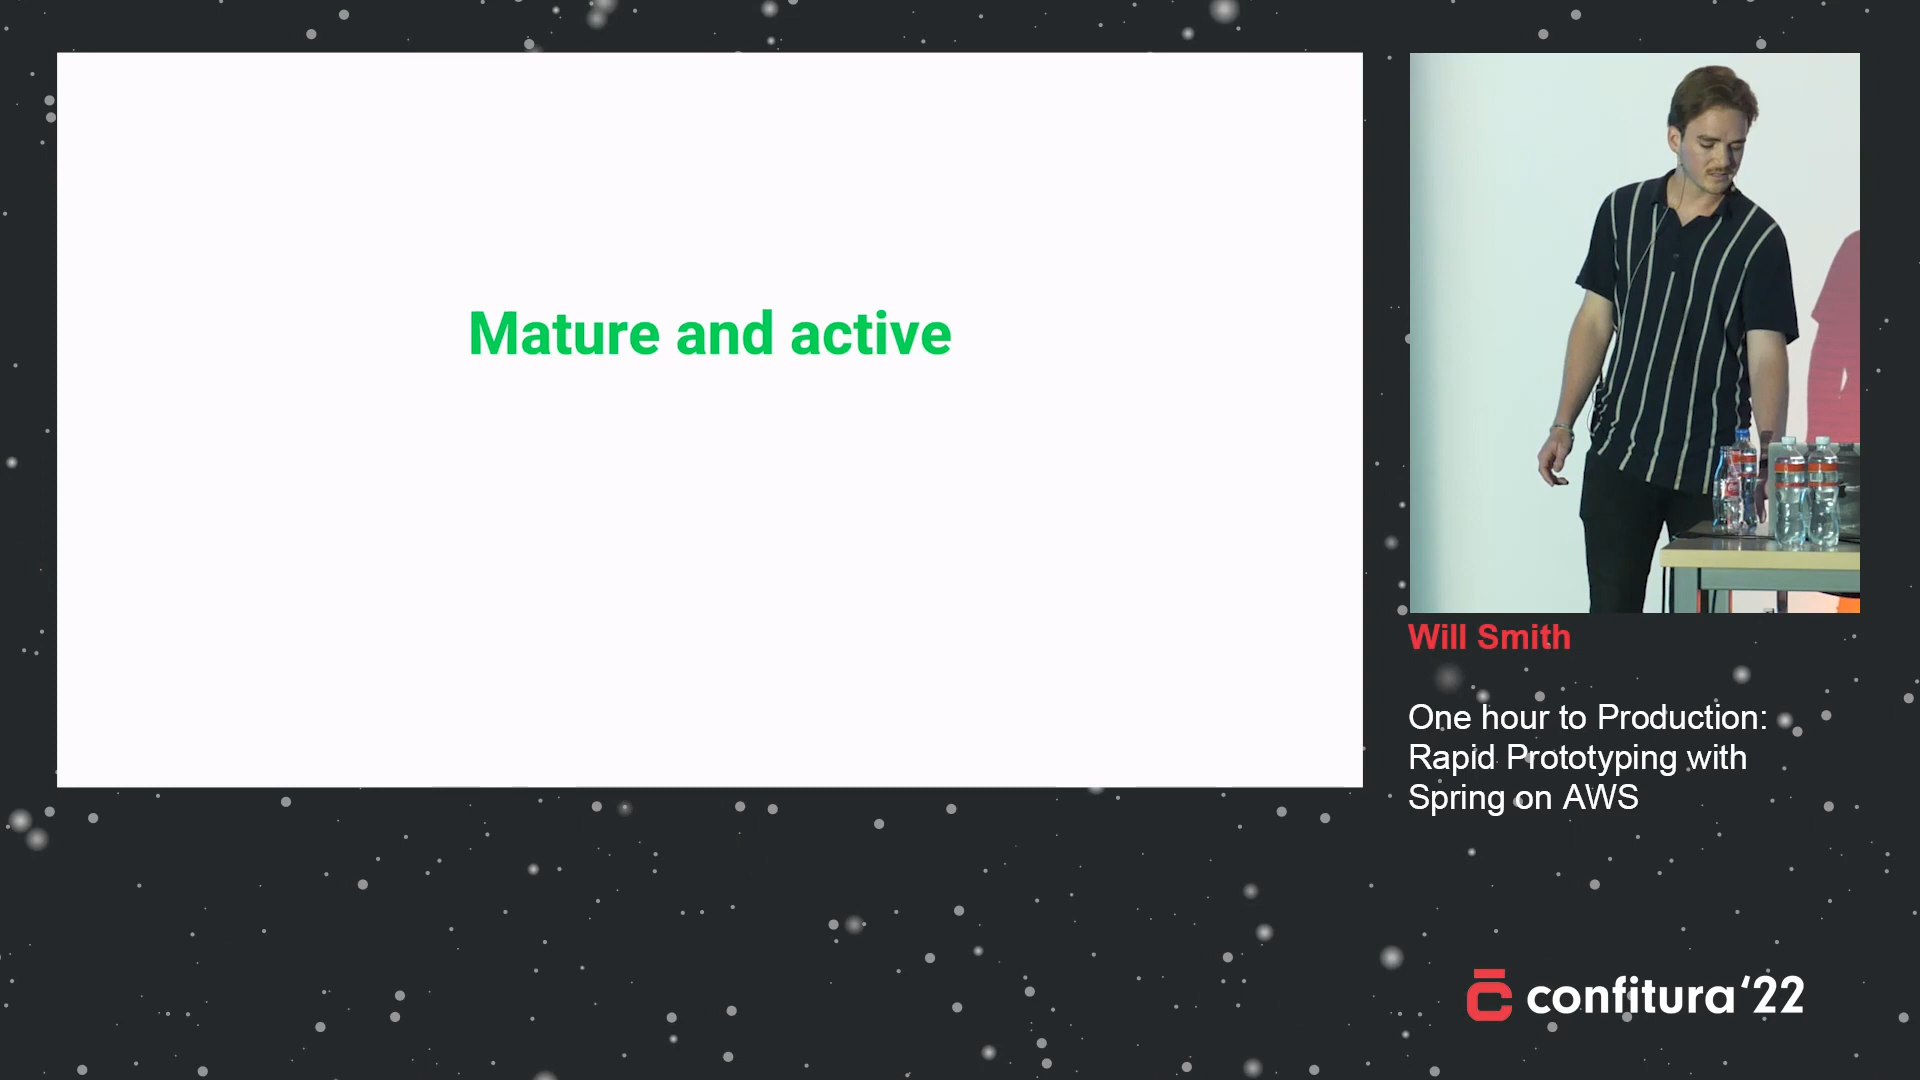 Mature and active
Will Smith
One hour to Production:
Rapid Prototyping with
Spring on AWS
confitura '22